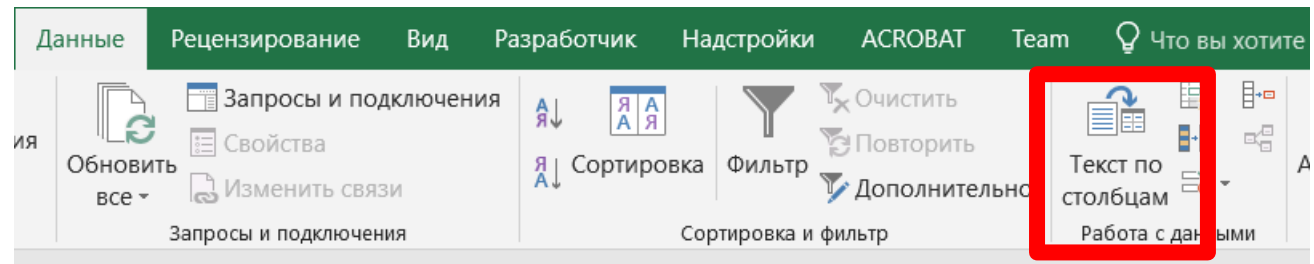 Данные Рецензирование Вид Разработчик Надстройки ACROBAT Team Что вы хотите
ия
Обновить
все
Запросы и подключения
Свойства
Изменить связи
Запросы и подключения
А
Я
Я
А
Я А
А Я
Сортировка
Фильтр
Очистить
Повторить
Дополнительно
Сортировка и фильтр
Текст по
столбцам
Работа с данными
А